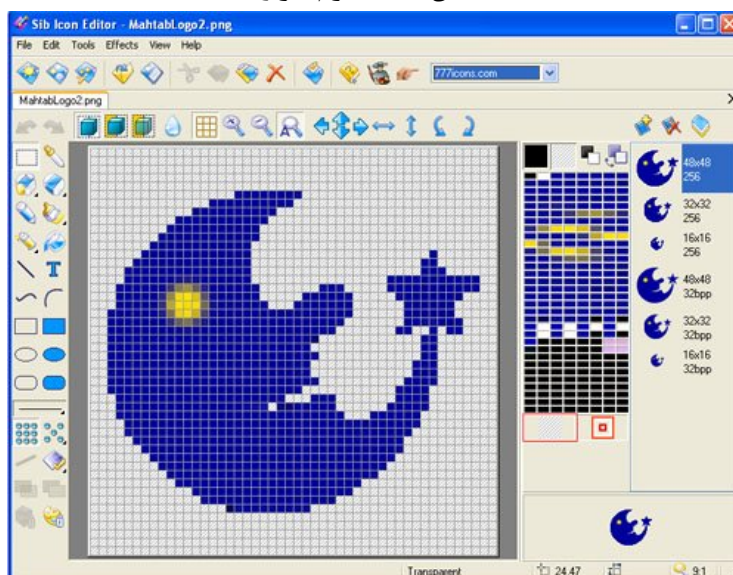 Sib Icon Editor - MahtabLogo2.png
File Edit Tools Effects View Help
777icons.com
MahtabLogo2.png
48x48
256
32x32
256
16x16
256
48x48
32bpp
32x32
32bpp
16x16
32bpp
Transparent
24,47
9:1